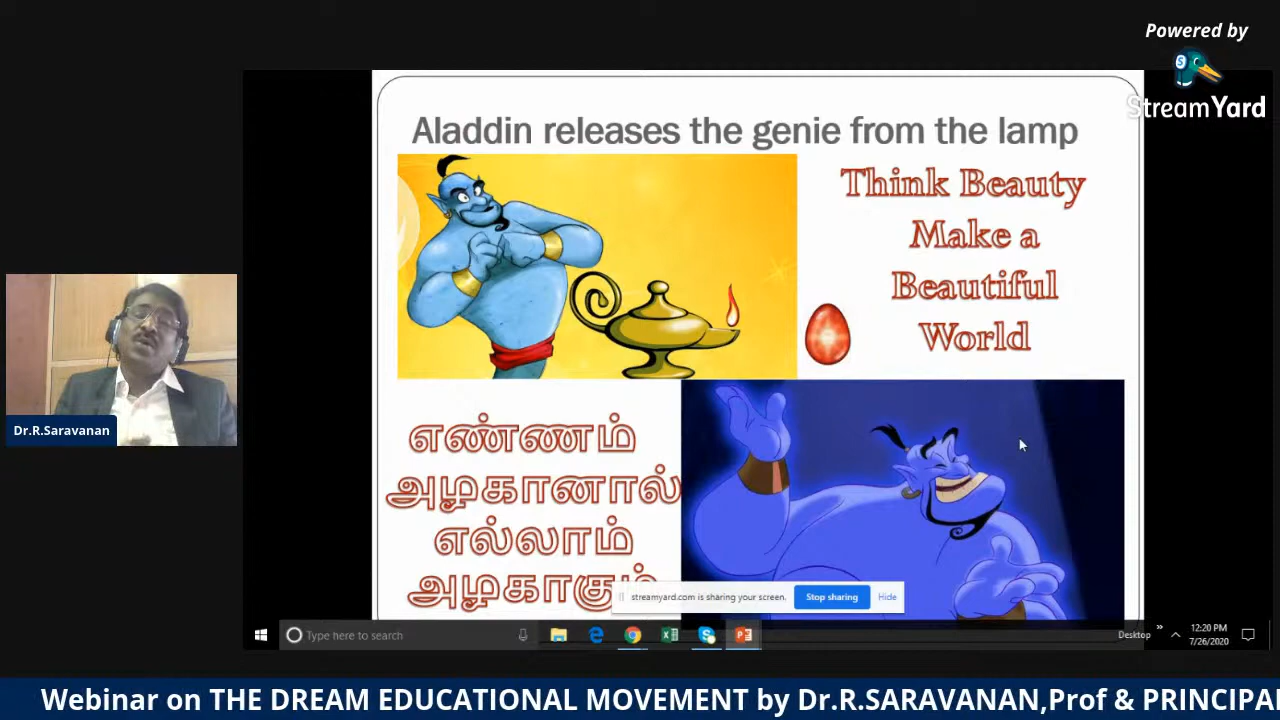 Powered by
StreamYard
Aladdin releases the genie from the lamp
Think Beauty
Make a
Beautiful
World
Dr.R.Saravanan
எண்ணம்
அழகானால்
எல்லாம்
அழகாகும்
streamyard.com is sharing your screen.
Stop sharing
Hide
Type here to search
Desktop
12:20 PM
7/26/2020
Webinar on THE DREAM EDUCATIONAL MOVEMENT by Dr.R.SARAVANAN,Prof & PRINCIPA